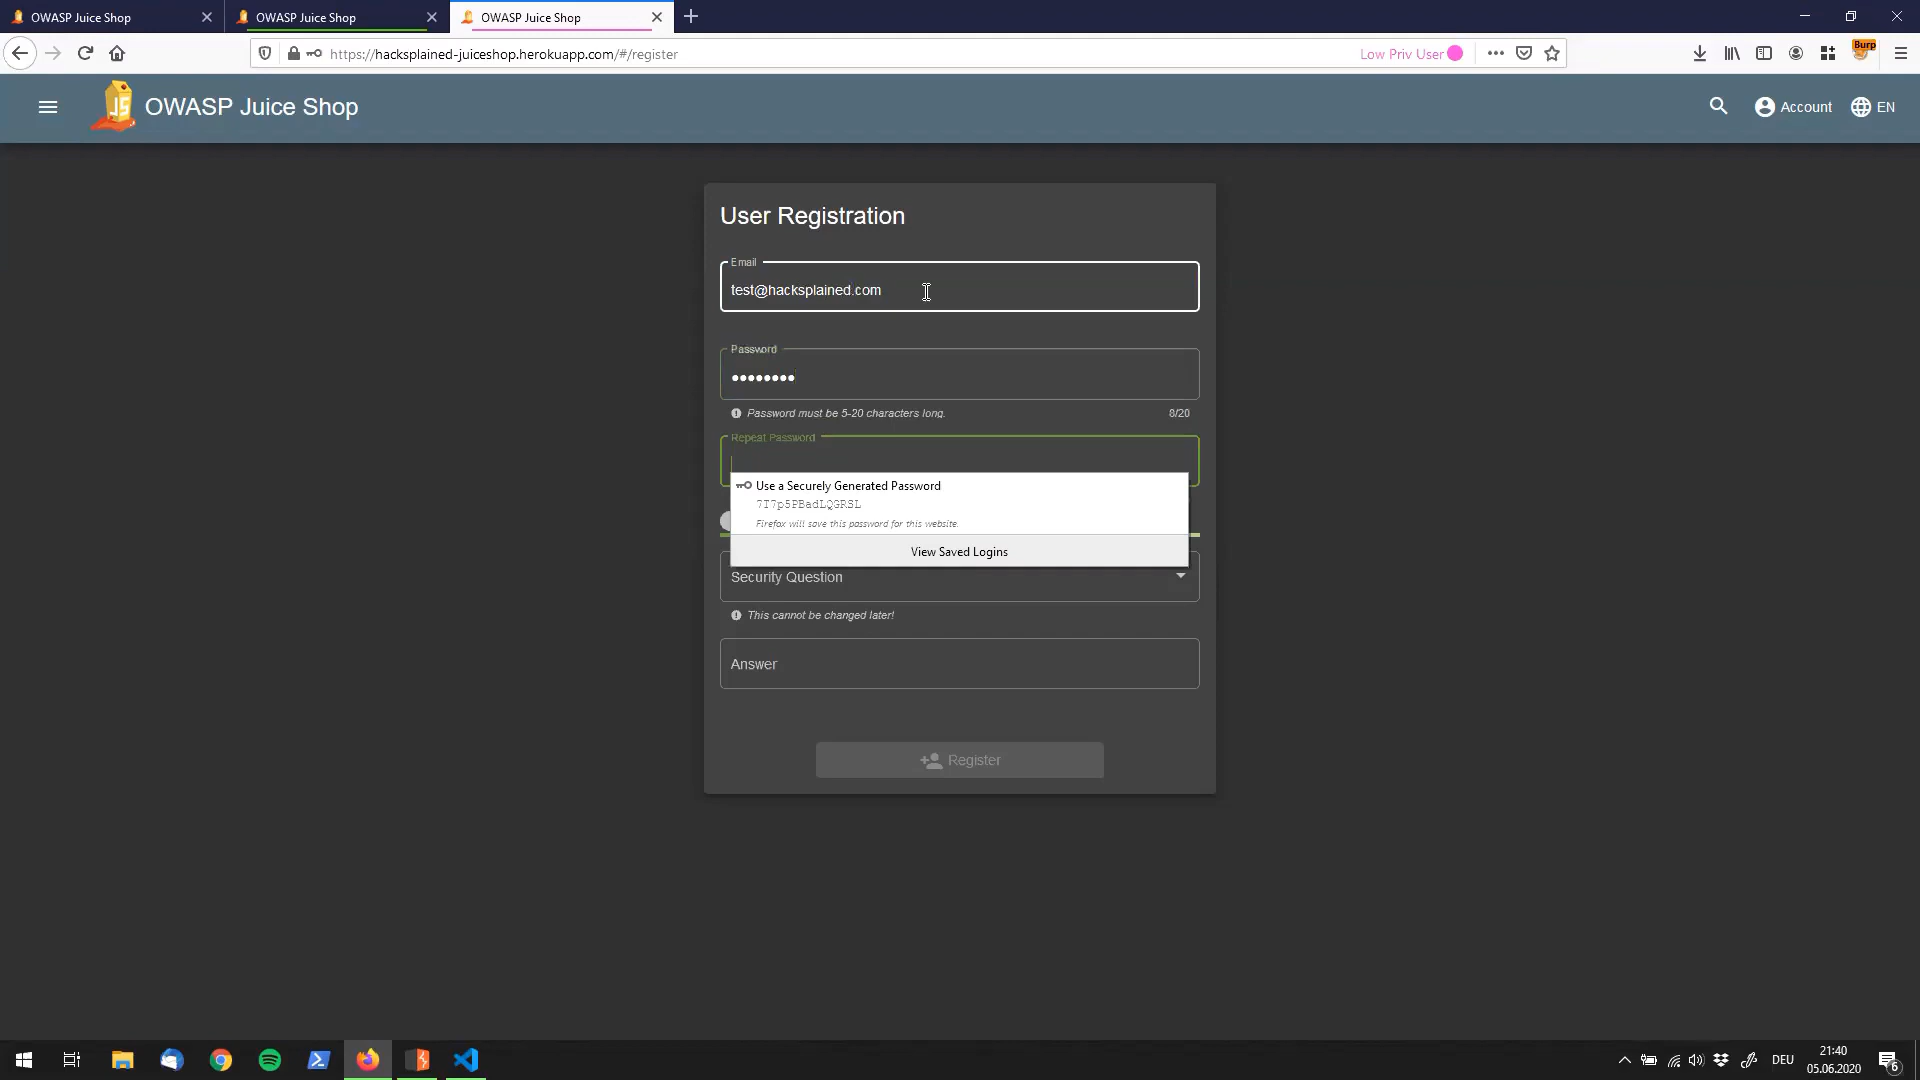 OWASP Juice Shop
OWASP Juice Shop
OWASP Juice Shop
https://hacksplained-juiceshop.herokuapp.com/#/register
Low Priv User
Burp
JS
OWASP Juice Shop
Account
EN
User Registration
Email
test@hacksplained.com
Password
Password must be 5-20 characters long.
8/20
Repeat Password
Use a Securely Generated Password
7T7p5PBadLQGRSL
Firefox will save this password for this website.
View Saved Logins
Security Question
This cannot be changed later!
Answer
Register
DEU
21:40
05.06.2020
6